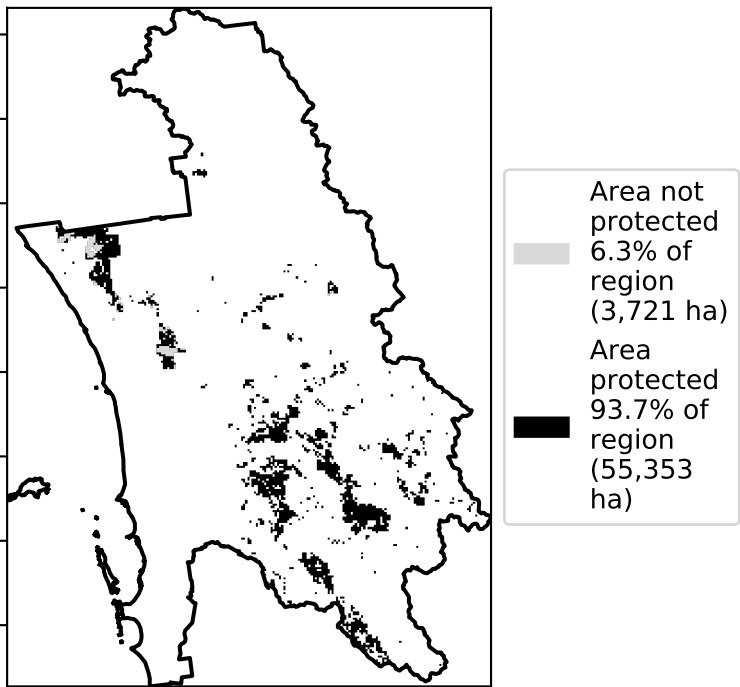 Area not
protected
6.3% of
region
(3,721 ha)
Area
protected
93.7% of
region
(55,353
ha)